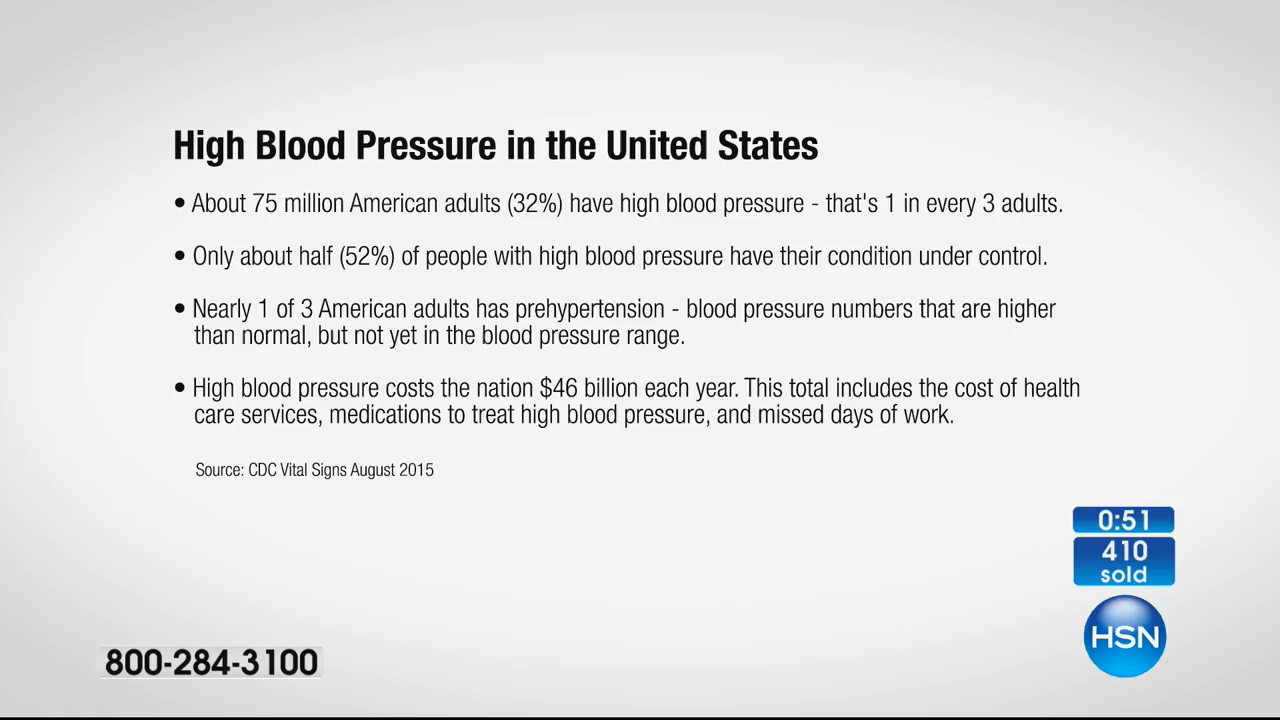 High Blood Pressure in the United States
• About 75 million American adults (32%) have high blood pressure - that's 1 in every 3 adults.
• Only about half (52%) of people with high blood pressure have their condition under control.
• Nearly 1 of 3 American adults has prehypertension - blood pressure numbers that are higher
than normal, but not yet in the blood pressure range.
• High blood pressure costs the nation $46 billion each year. This total includes the cost of health
care services, medications to treat high blood pressure, and missed days of work.
Source: CDC Vital Signs August 2015
0:51
410
sold
HSN
800-284-3100